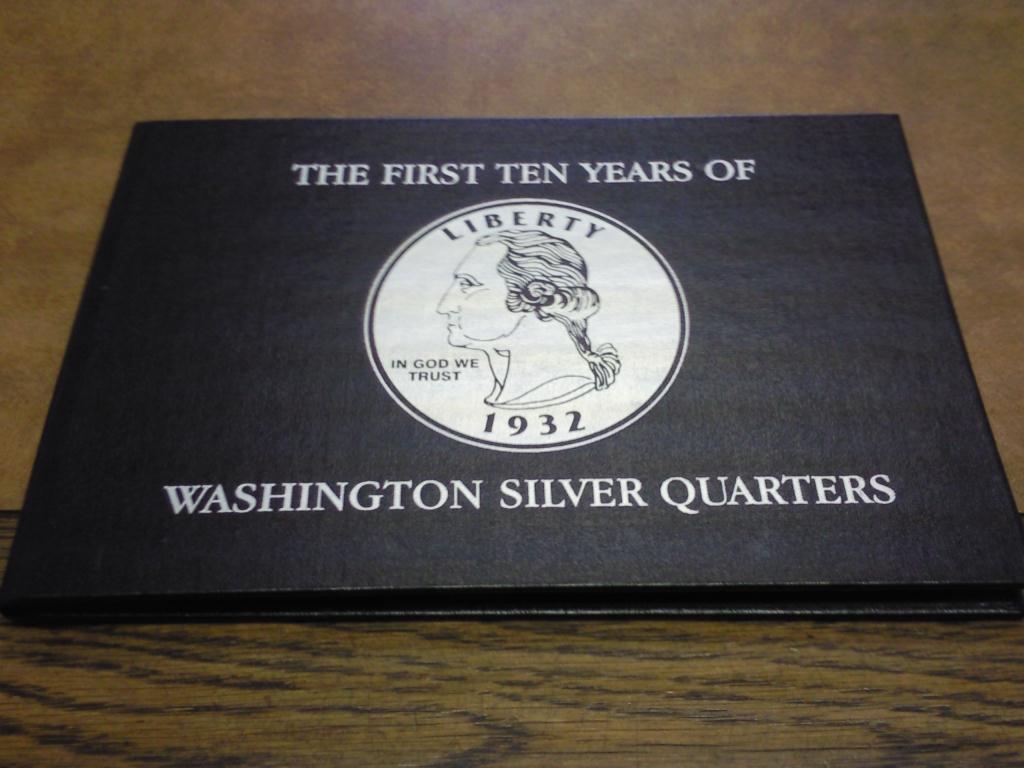 THE FIRST TEN YEARS OF
LIBERTY
IN GOD WE
TRUST
1932
WASHINGTON SILVER QUARTERS